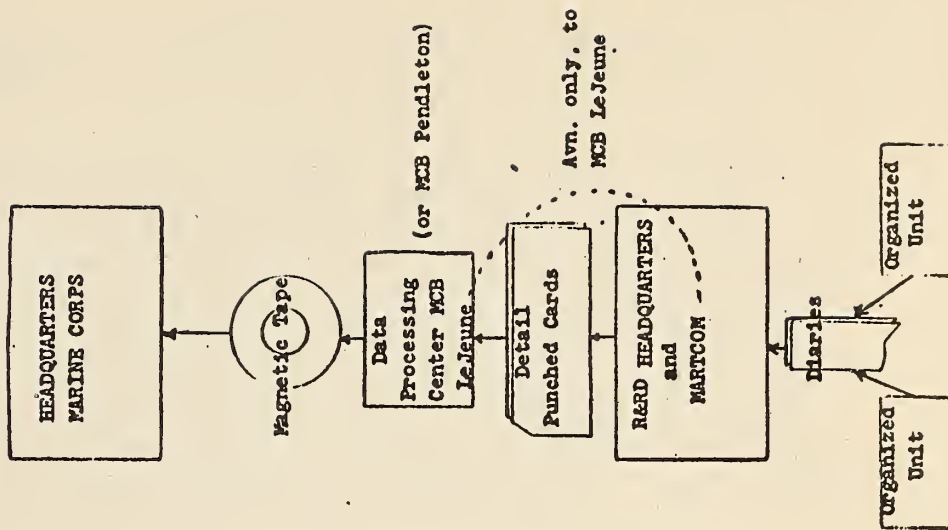 HEADQUARTERS
MARINE CORPS
Magnetic Tape
Data
Processing
Center MCB
LeJeune
(or MCB Pendleton)
Avn. only, to
MCB LeJeune
Detail
Punched Cards
R&RD HEADQUARTERS
and
MARTCOM
Diaries
Organized
Unit
Organized
Unit